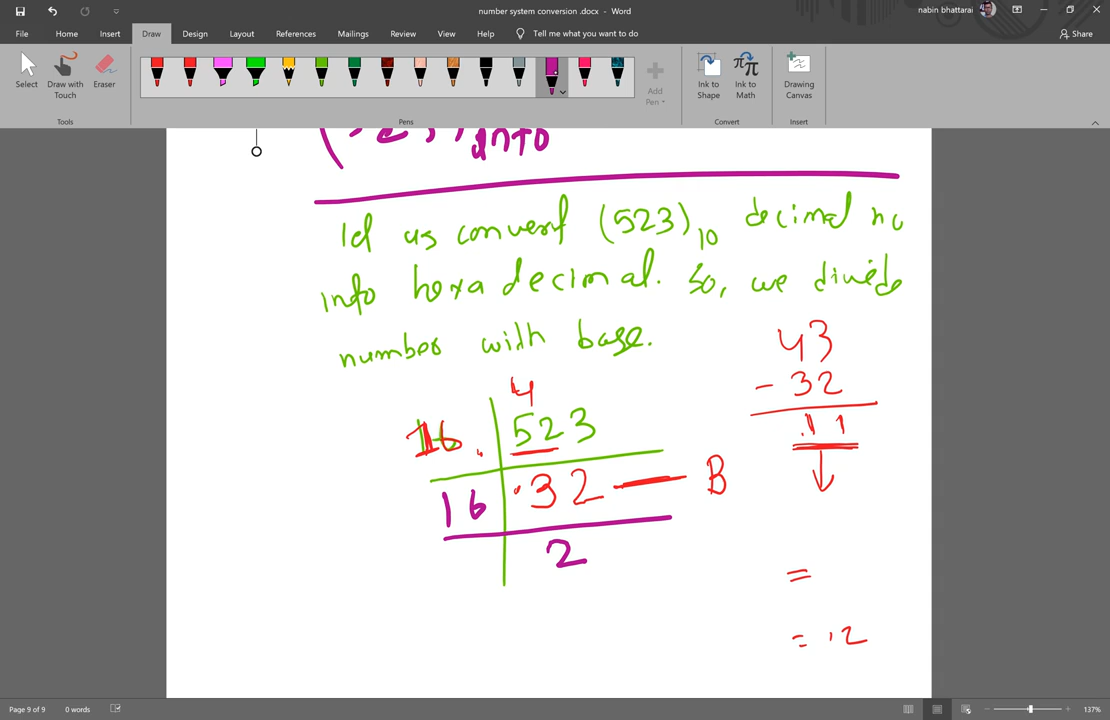 number system conversion .docx - Word
nabin bhattarai
File Home Insert Draw Design Layout References Mailings Review View Help Tell me what you want to do Share
Select Draw with Touch Eraser
Add Pen
Ink to Shape Ink to Math
Drawing Canvas
Tools Pens Convert Insert
into
us convert (523)10 decimal no
into hexa decimal. So, we divide
number with base.
43
- 32
11
4
16 523
16 32 — B
2
=
= 12
Page 9 of 9 0 words 137%